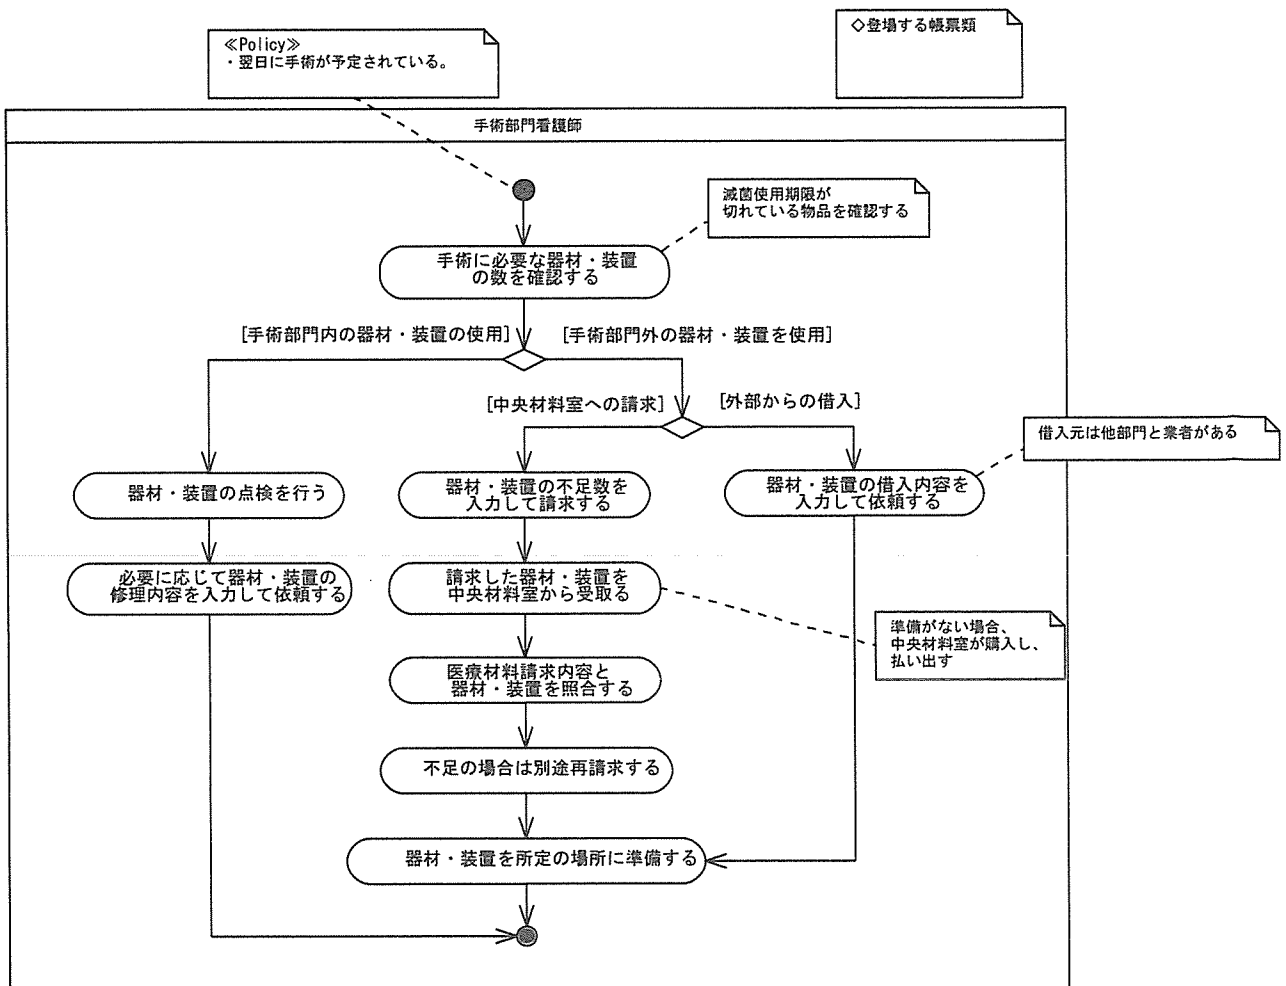 ≪Policy≫
・翌日に手術が予定されている。
◇登場する帳票類
手術部門看護師
滅菌使用期限が
切れている物品を確認する
手術に必要な器材・装置
の数を確認する
[手術部門内の器材・装置の使用]
[手術部門外の器材・装置を使用]
[中央材料室への請求]
[外部からの借入]
借入元は他部門と業者がある
器材・装置の点検を行う
器材・装置の不足数を
入力して請求する
器材・装置の借入内容を
入力して依頼する
必要に応じて器材・装置の
修理内容を入力して依頼する
請求した器材・装置を
中央材料室から受取る
準備がない場合、
中央材料室が購入し、
払い出す
医療材料請求内容と
器材・装置を照合する
不足の場合は別途再請求する
器材・装置を所定の場所に準備する